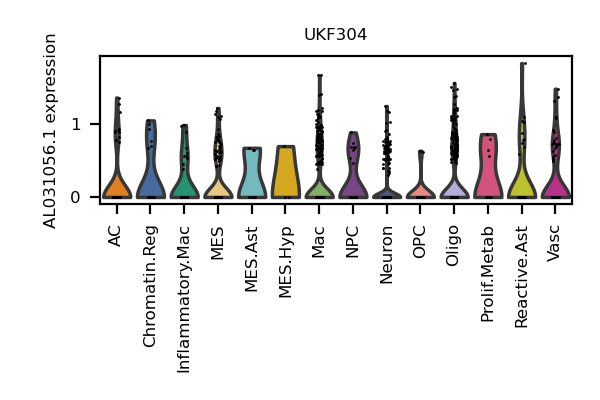 UKF304
AL031056.1 expression
1
0
AC
Chromatin.Reg
Inflammatory.Mac
MES
MES.Ast
MES.Hyp
Mac
NPC
Neuron
OPC
Oligo
Prolif.Metab
Reactive.Ast
Vasc